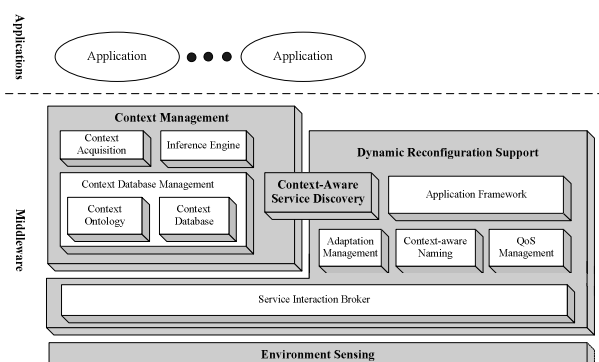 Applications
Application
Application
Middleware
Context Management
Context
Acquisition
Inference Engine
Context Database Management
Context
Ontology
Context
Database
Context-Aware
Service Discovery
Dynamic Reconfiguration Support
Application Framework
Adaptation
Management
Context-aware
Naming
QoS
Management
Service Interaction Broker
Environment Sensing